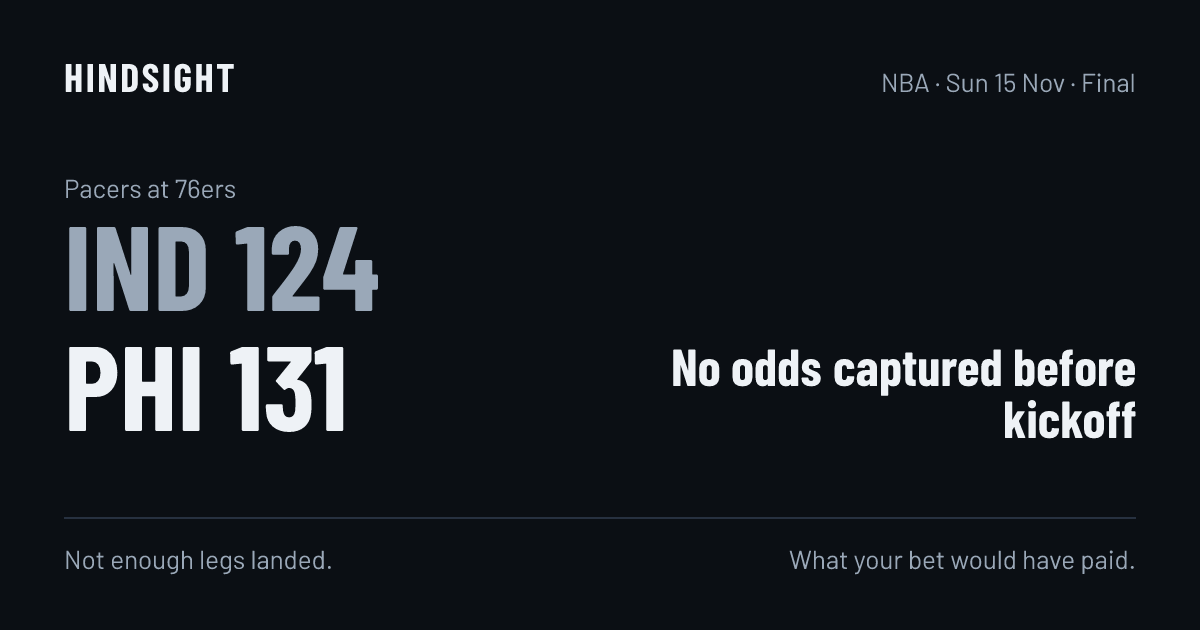 HINDSIGHT
NBA · Sun 15 Nov · Final
Pacers at 76ers
IND 124
PHI 131
No odds captured before
kickoff
Not enough legs landed.
What your bet would have paid.